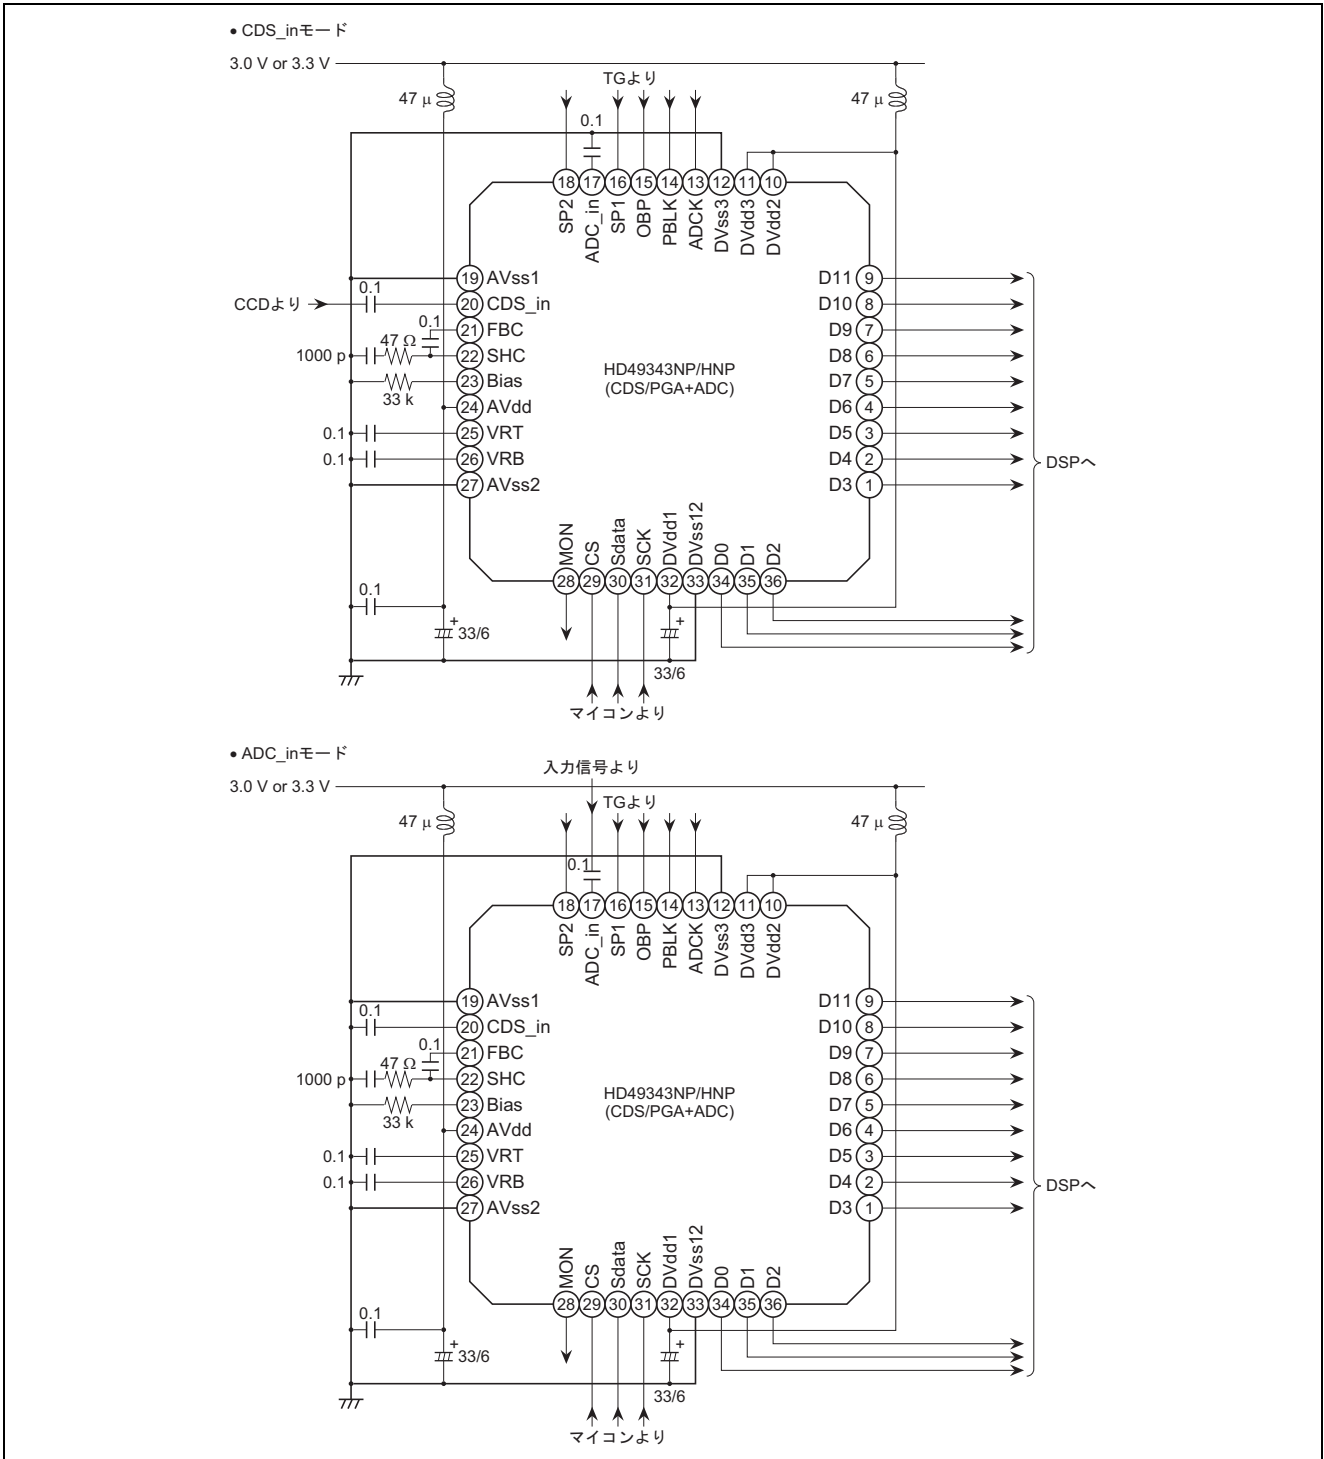 • CDS_inモード
3.0 V or 3.3 V
TGより
47 μ
47 μ
0.1
18 17 16 15 14 13 12 11 10
SP2 ADC_in SP1 OBP PBLK ADCK DVss3 DVdd3 DVdd2
19 AVss1
D11 9
0.1
CCDより
20 CDS_in
D10 8
0.1
21 FBC
D9 7
47 Ω
1000 p
22 SHC
D8 6
HD49343NP/HNP
(CDS/PGA+ADC)
23 Bias
D7 5
33 k
24 AVdd
D6 4
0.1
25 VRT
D5 3
0.1
26 VRB
D4 2
DSPへ
27 AVss2
D3 1
MON CS Sdata SCK DVdd1 DVss12 D0 D1 D2
28 29 30 31 32 33 34 35 36
0.1
+
33/6
+
33/6
マイコンより
• ADC_inモード
入力信号より
3.0 V or 3.3 V
TGより
47 μ
47 μ
0.1
18 17 16 15 14 13 12 11 10
SP2 ADC_in SP1 OBP PBLK ADCK DVss3 DVdd3 DVdd2
19 AVss1
D11 9
0.1
20 CDS_in
D10 8
0.1
21 FBC
D9 7
47 Ω
1000 p
22 SHC
D8 6
HD49343NP/HNP
(CDS/PGA+ADC)
23 Bias
D7 5
33 k
24 AVdd
D6 4
0.1
25 VRT
D5 3
0.1
26 VRB
D4 2
DSPへ
27 AVss2
D3 1
MON CS Sdata SCK DVdd1 DVss12 D0 D1 D2
28 29 30 31 32 33 34 35 36
0.1
+
33/6
+
33/6
マイコンより